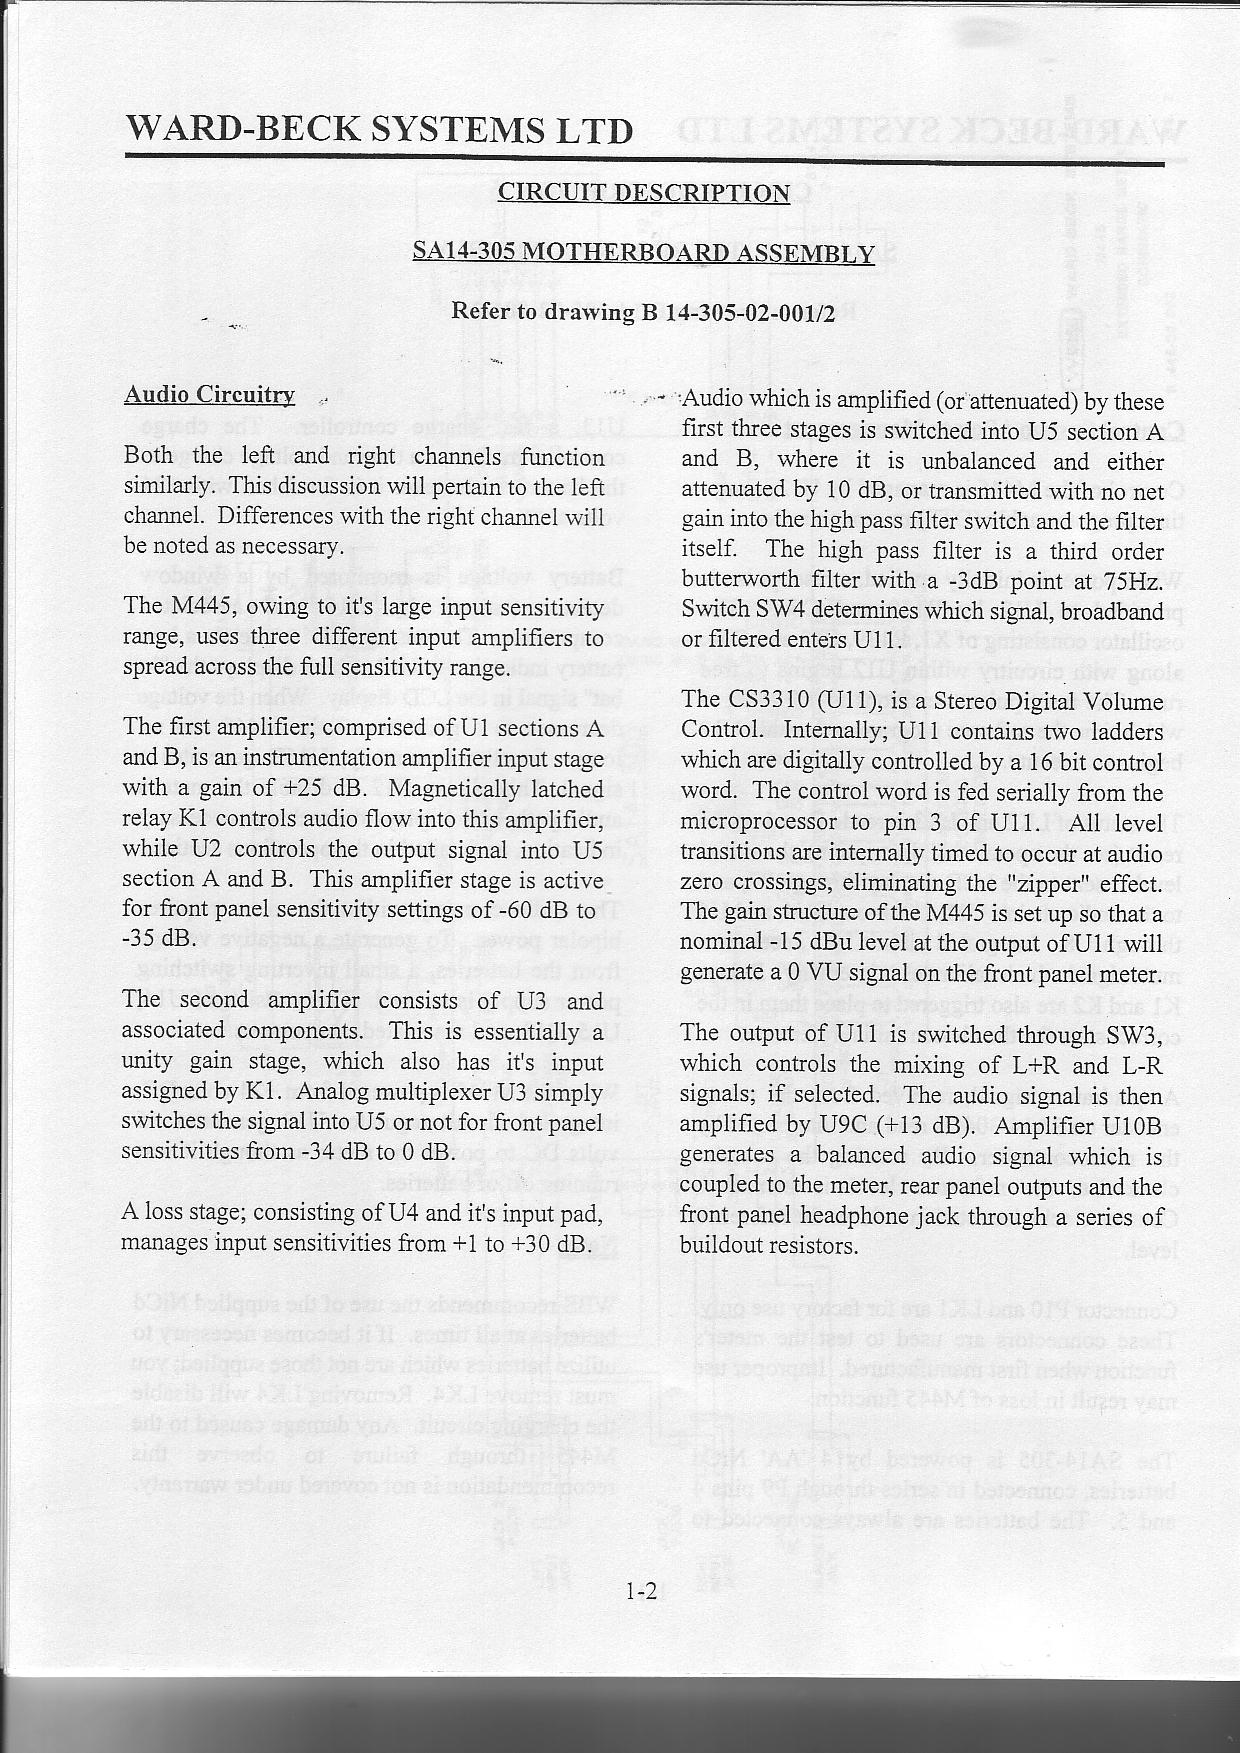 WARD-BECK SYSTEMS LTD
CIRCUIT DESCRIPTION
SA14-305 MOTHERBOARD ASSEMBLY
Refer to drawing B 14-305-02-001/2
Audio Circuitry
Both the left and right channels function
similarly. This discussion will pertain to the left
channel. Differences with the right channel will
be noted as necessary.
The M445, owing to it's large input sensitivity
range, uses three different input amplifiers to
spread across the full sensitivity range.
The first amplifier; comprised of U1 sections A
and B, is an instrumentation amplifier input stage
with a gain of +25 dB. Magnetically latched
relay K1 controls audio flow into this amplifier,
while U2 controls the output signal into U5
section A and B. This amplifier stage is active
for front panel sensitivity settings of -60 dB to
-35 dB.
The second amplifier consists of U3 and
associated components. This is essentially a
unity gain stage, which also has it's input
assigned by K1. Analog multiplexer U3 simply
switches the signal into U5 or not for front panel
sensitivities from -34 dB to 0 dB.
A loss stage; consisting of U4 and it's input pad,
manages input sensitivities from +1 to +30 dB.
Audio which is amplified (or attenuated) by these
first three stages is switched into U5 section A
and B, where it is unbalanced and either
attenuated by 10 dB, or transmitted with no net
gain into the high pass filter switch and the filter
itself. The high pass filter is a third order
butterworth filter with a -3dB point at 75Hz.
Switch SW4 determines which signal, broadband
or filtered enters U11.
The CS3310 (U11), is a Stereo Digital Volume
Control. Internally; U11 contains two ladders
which are digitally controlled by a 16 bit control
word. The control word is fed serially from the
microprocessor to pin 3 of U11. All level
transitions are internally timed to occur at audio
zero crossings, eliminating the "zipper" effect.
The gain structure of the M445 is set up so that a
nominal -15 dBu level at the output of U11 will
generate a 0 VU signal on the front panel meter.
The output of U11 is switched through SW3,
which controls the mixing of L+R and L-R
signals; if selected. The audio signal is then
amplified by U9C (+13 dB). Amplifier U10B
generates a balanced audio signal which is
coupled to the meter, rear panel outputs and the
front panel headphone jack through a series of
buildout resistors.
1-2